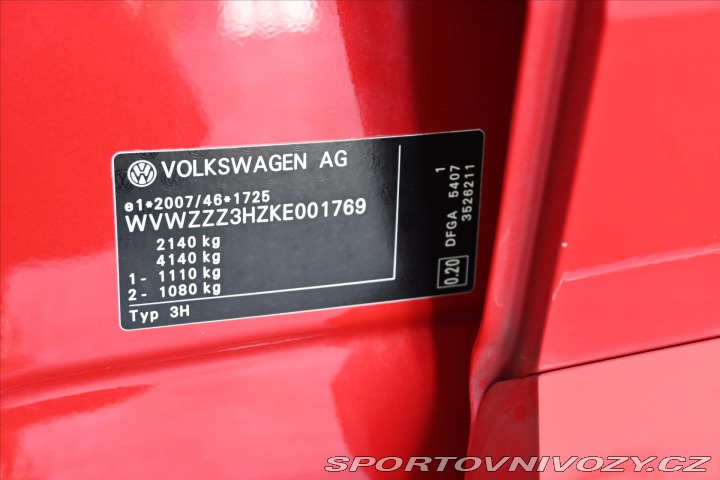 VOLKSWAGEN AG
e1*2007/46*1725
WVWZZZ3HZKE001769
2140 kg
4140 kg
1- 1110 kg
2- 1080 kg
Typ 3H
0.20
DFGA 5407
1
3526211
SPORTOVNIVOZY.CZ